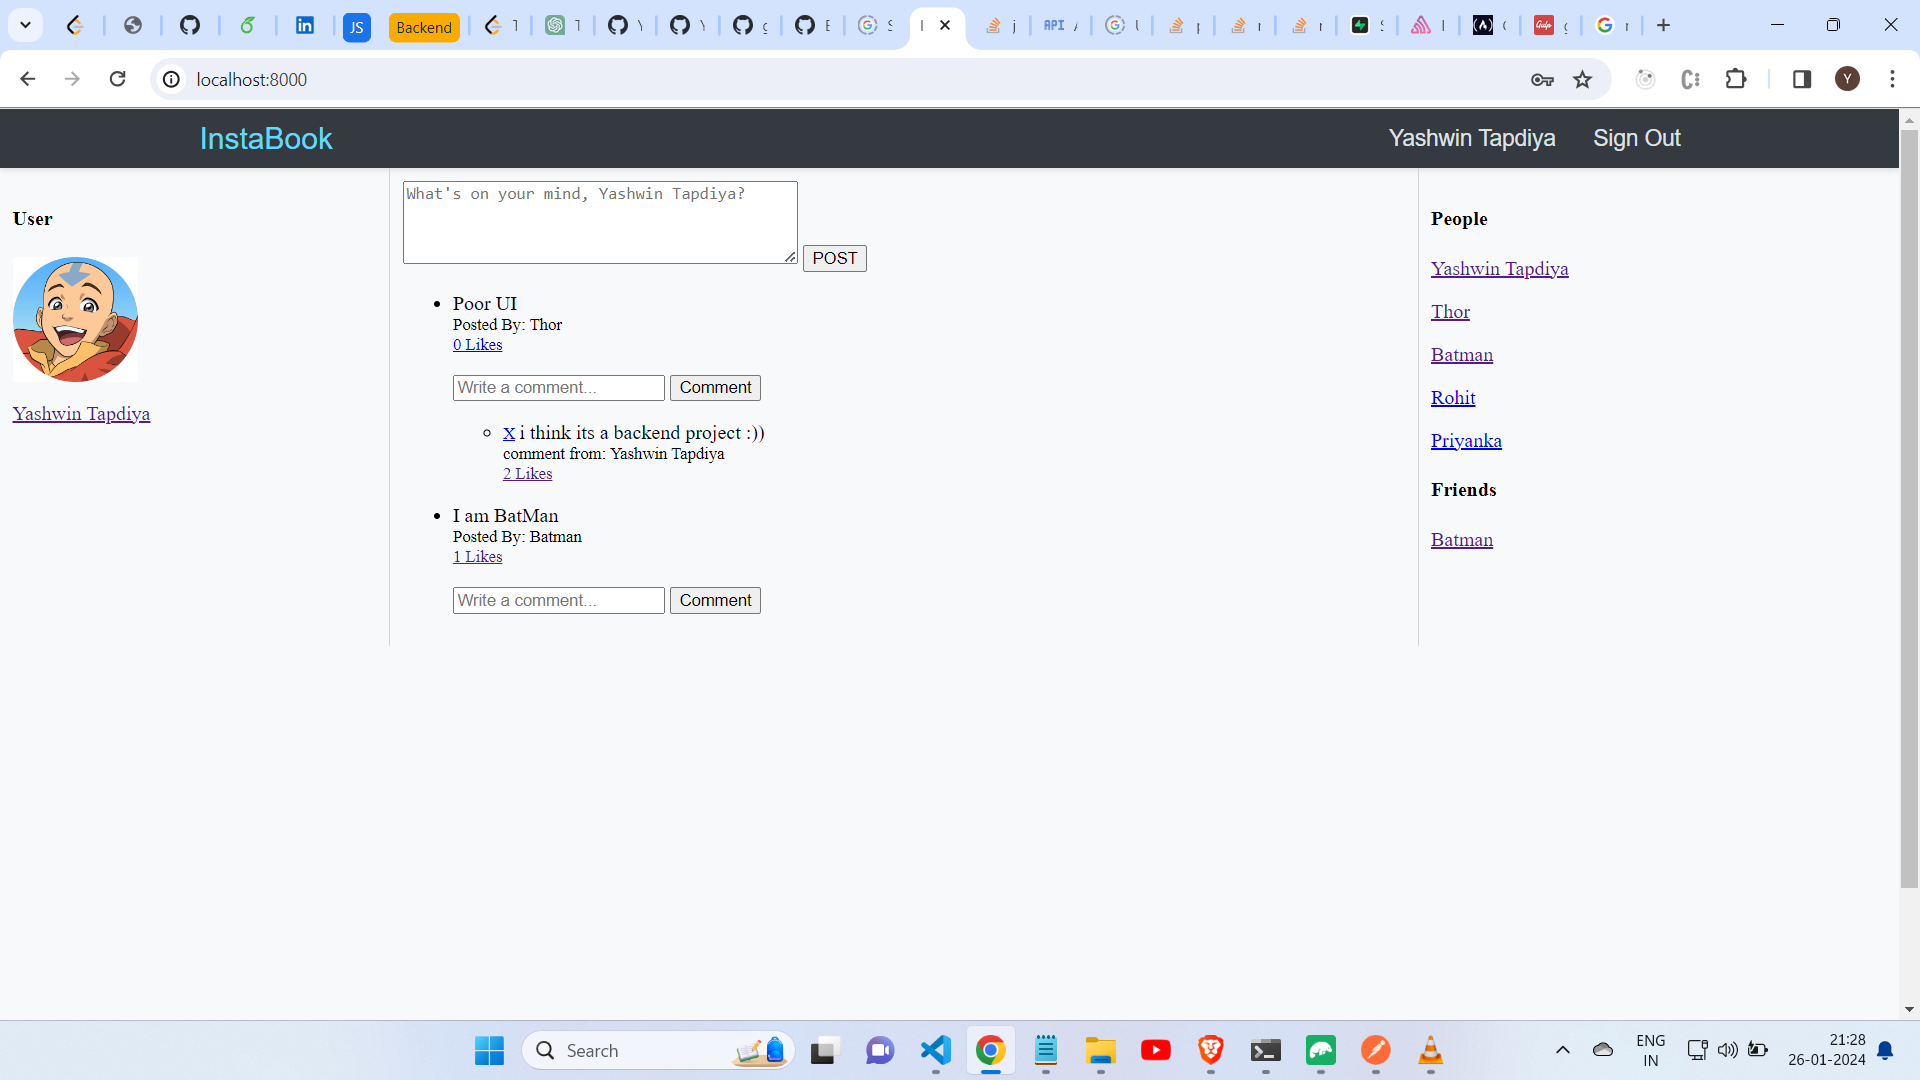 JS
Backend
localhost:8000
Y
InstaBook
Yashwin Tapdiya
Sign Out
User
Yashwin Tapdiya
What's on your mind, Yashwin Tapdiya?
POST
Poor UI
Posted By: Thor
0 Likes
Write a comment...
Comment
X i think its a backend project :))
comment from: Yashwin Tapdiya
2 Likes
I am BatMan
Posted By: Batman
1 Likes
Write a comment...
Comment
People
Yashwin Tapdiya
Thor
Batman
Rohit
Priyanka
Friends
Batman
Search
ENG
IN
21:28
26-01-2024